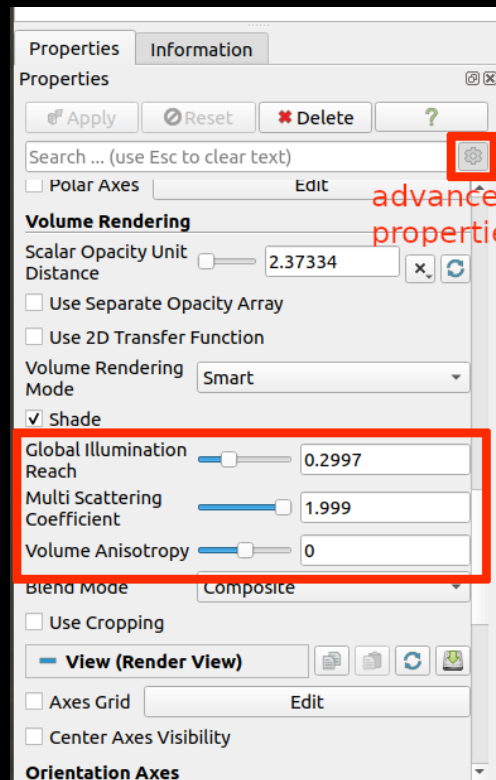 Properties Information
Properties
Apply Reset Delete ?
Search ... (use Esc to clear text)
Polar Axes Edit
advance
properti
Volume Rendering
Scalar Opacity Unit
Distance
2.37334
Use Separate Opacity Array
Use 2D Transfer Function
Volume Rendering
Mode
Smart
Shade
Global Illumination
Reach
0.2997
Multi Scattering
Coefficient
1.999
Volume Anisotropy 0
Blend Mode Composite
Use Cropping
View (Render View)
Axes Grid Edit
Center Axes Visibility
Orientation Axes